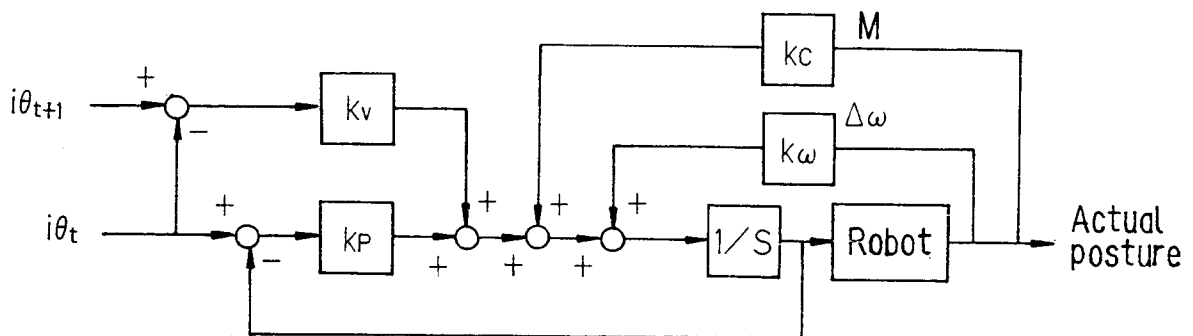 M
kc
+
iθt+1
kv
Δω
kω
−
+
+
+
+
iθt
kP
1/S
Robot
Actual
posture
−
+
+
+